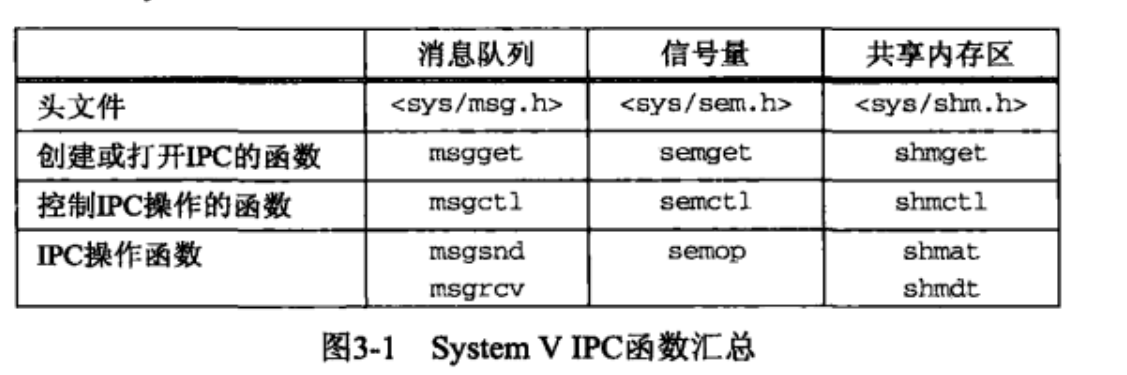 消息队列 信号量 共享内存区
头文件 <sys/msg.h> <sys/sem.h> <sys/shm.h>
创建或打开IPC的函数 msgget semget shmget
控制IPC操作的函数 msgctl semctl shmctl
IPC操作函数 msgsnd semop shmat
msgrcv shmdt
图3-1 System V IPC函数汇总